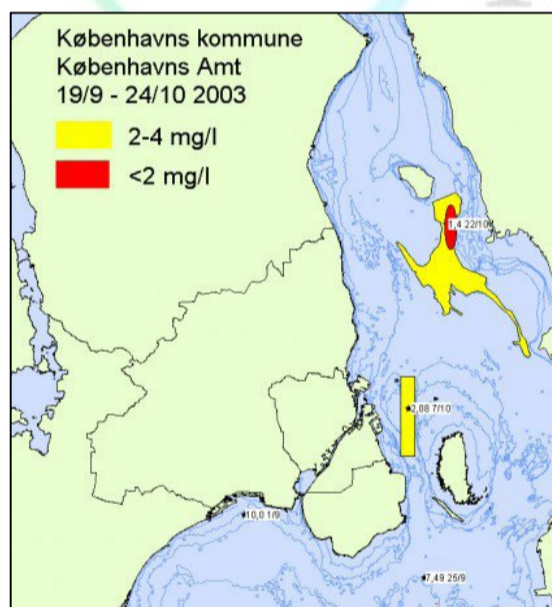 Københavns kommune
Københavns Amt
19/9 - 24/10 2003
2-4 mg/l
<2 mg/l
1,4 22/10
2,08 7/10
10,0 1/9
7,49 25/9